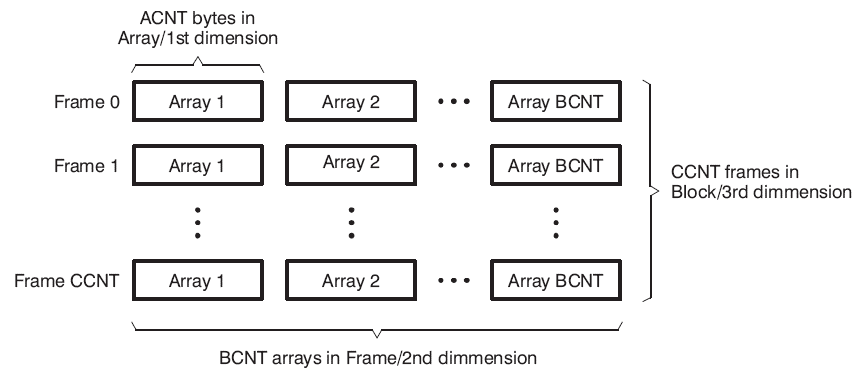 ACNT bytes in
Array/1st dimension
Frame 0 Array 1 Array 2 Array BCNT
Frame 1 Array 1 Array 2 Array BCNT
CCNT frames in
Block/3rd dimmension
Frame CCNT Array 1 Array 2 Array BCNT
BCNT arrays in Frame/2nd dimmension